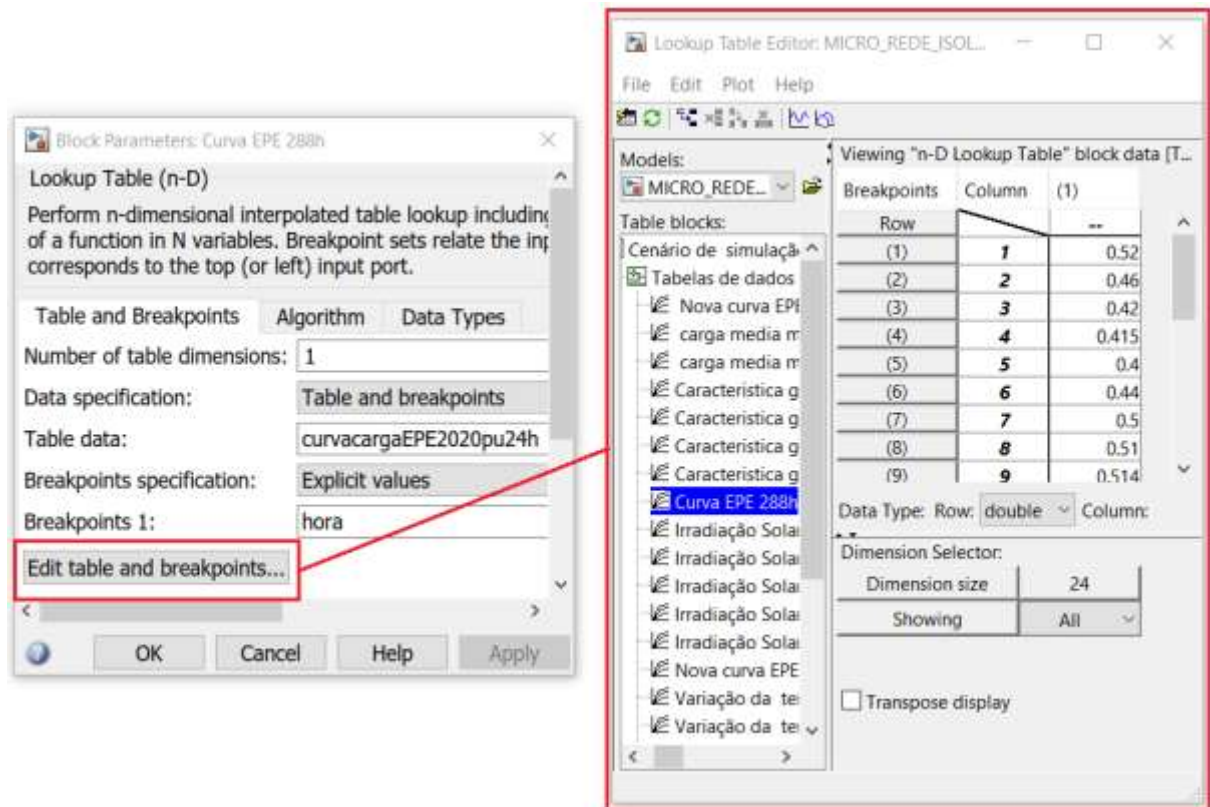 Block Parameters: Curva EPE 288h
Lookup Table (n-D)
Perform n-dimensional interpolated table lookup including
of a function in N variables. Breakpoint sets relate the inp
corresponds to the top (or left) input port.
Table and Breakpoints Algorithm Data Types
Number of table dimensions: 1
Data specification: Table and breakpoints
Table data: curvacargaEPE2020pu24h
Breakpoints specification: Explicit values
Breakpoints 1: hora
Edit table and breakpoints...
OK Cancel Help Apply
Lookup Table Editor: MICRO_REDE_ISOL...
File Edit Plot Help
Models:
MICRO_REDE...
Table blocks:
Cenário de simulaçã
Tabelas de dados
Nova curva EPE
carga media m
carga media m
Caracteristica g
Caracteristica g
Caracteristica g
Caracteristica g
Curva EPE 288h
Irradiação Sola
Irradiação Sola
Irradiação Sola
Irradiação Sola
Irradiação Sola
Nova curva EPE
Variação da te
Variação da te
Viewing "n-D Lookup Table" block data [T...
Breakpoints Column (1)
Row --
(1) 1 0.52
(2) 2 0.46
(3) 3 0.42
(4) 4 0.415
(5) 5 0.4
(6) 6 0.44
(7) 7 0.5
(8) 8 0.51
(9) 9 0.514
Data Type: Row: double Column:
Dimension Selector:
Dimension size 24
Showing All
Transpose display